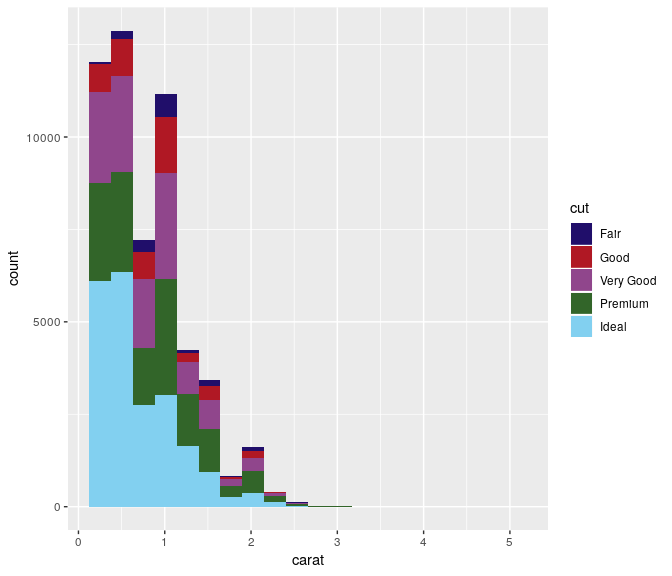 10000
5000
0
count
0 1 2 3 4 5
carat
cut
Fair
Good
Very Good
Premium
Ideal